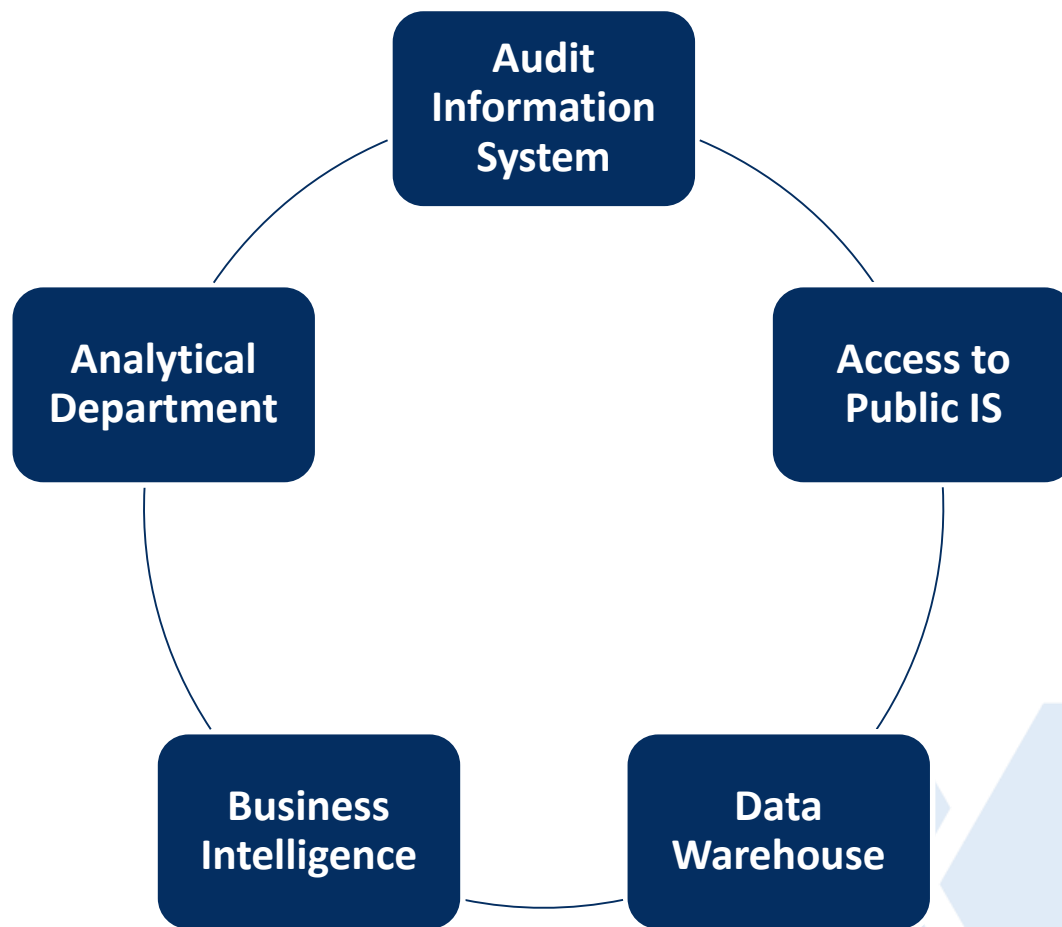 Audit
Information
System
Analytical
Department
Access to
Public IS
Business
Intelligence
Data
Warehouse